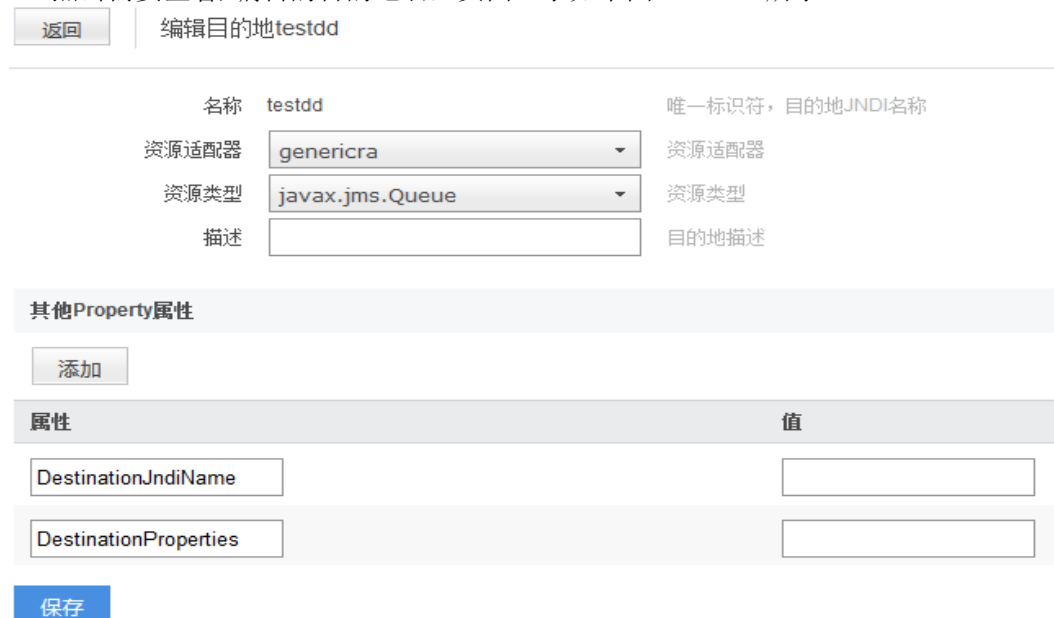 返回 编辑目的地testdd
名称 testdd 唯一标识符，目的地JNDI名称
资源适配器 genericra 资源适配器
资源类型 javax.jms.Queue 资源类型
描述 目的地描述
其他Property属性
添加
属性 值
DestinationJndiName
DestinationProperties
保存